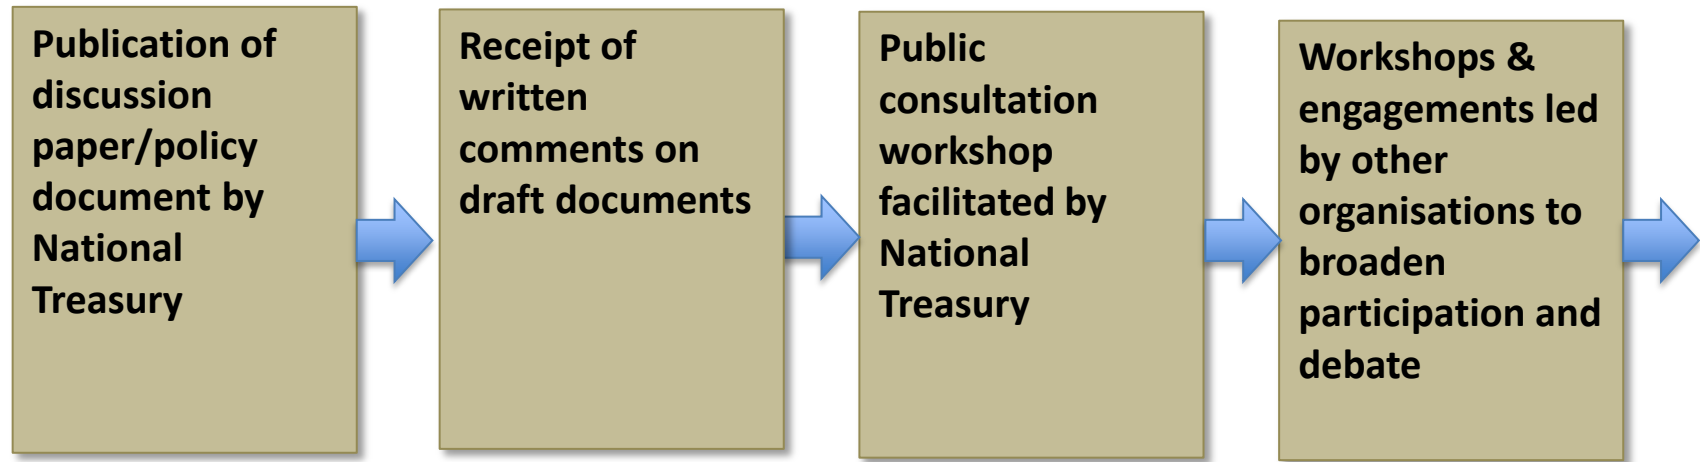 Publication of
discussion
paper/policy
document by
National
Treasury
Receipt of
written
comments on
draft documents
Public
consultation
workshop
facilitated by
National
Treasury
Workshops &
engagements led
by other
organisations to
broaden
participation and
debate